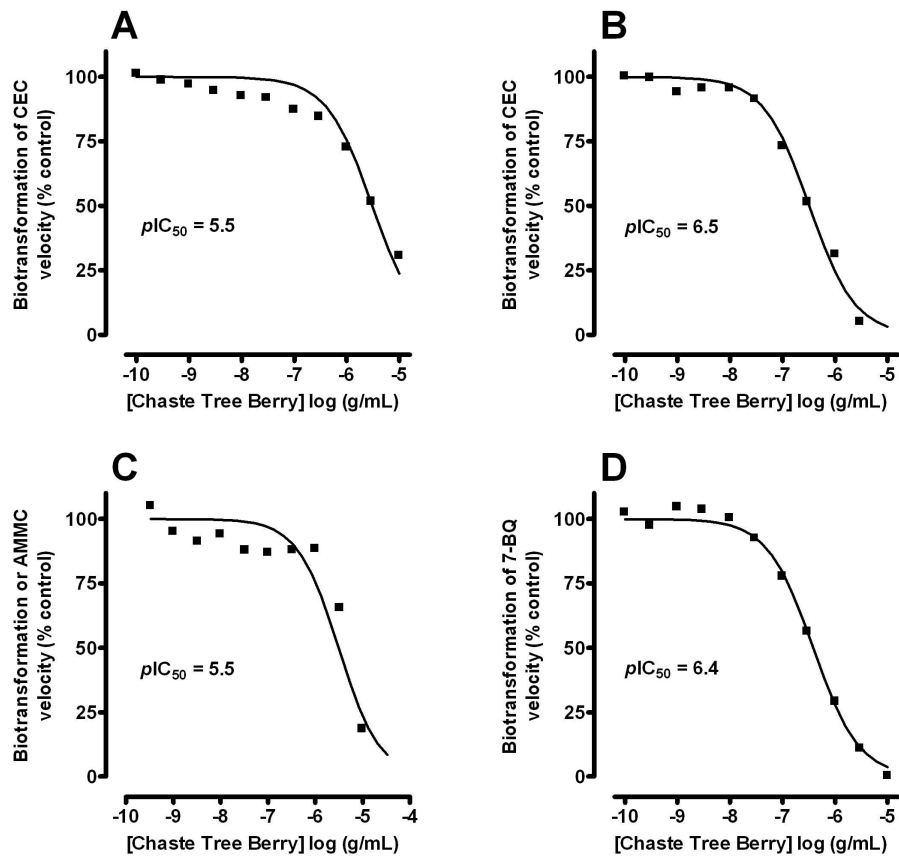 A
Biotransformation of CEC
velocity (% control)
100
75
50
25
0
pIC50 = 5.5
-10 -9 -8 -7 -6 -5
[Chaste Tree Berry] log (g/mL)
B
Biotransformation of CEC
velocity (% control)
100
75
50
25
0
pIC50 = 6.5
-10 -9 -8 -7 -6 -5
[Chaste Tree Berry] log (g/mL)
C
Biotransformation or AMMC
velocity (% control)
100
75
50
25
0
pIC50 = 5.5
-10 -9 -8 -7 -6 -5 -4
[Chaste Tree Berry] log (g/mL)
D
Biotransformation of 7-BQ
velocity (% control)
100
75
50
25
0
pIC50 = 6.4
-10 -9 -8 -7 -6 -5
[Chaste Tree Berry] log (g/mL)